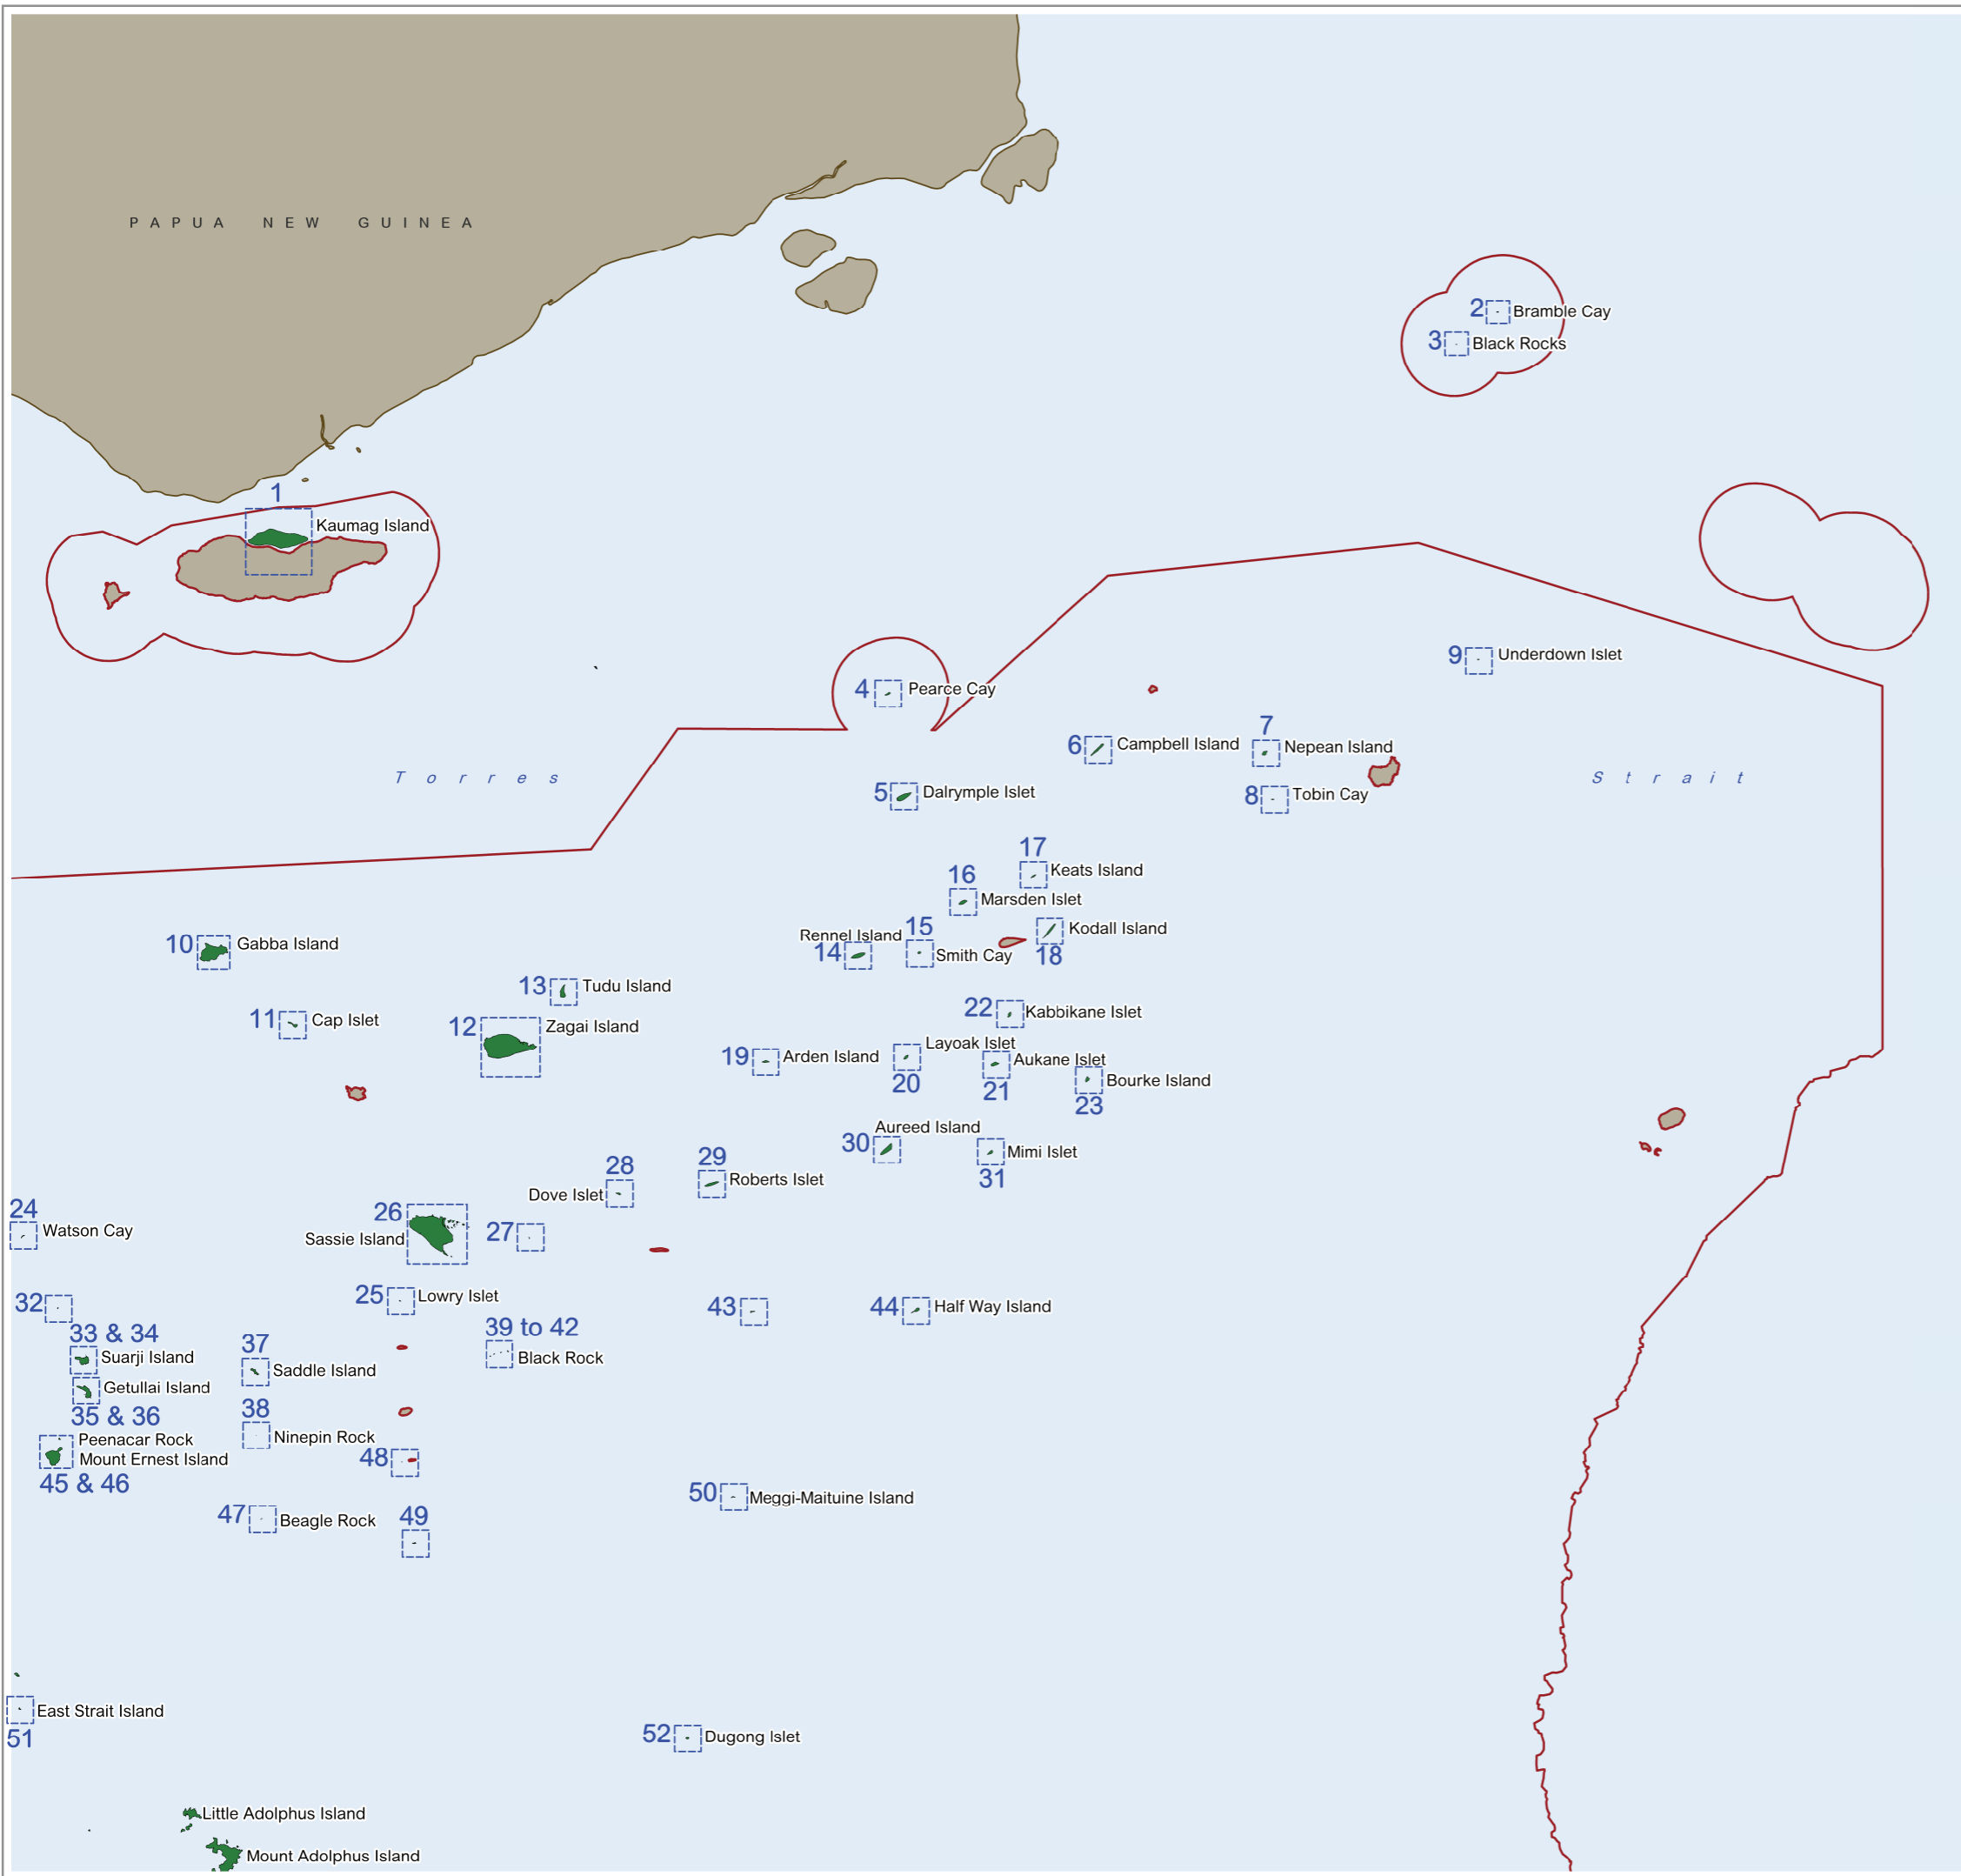 PAPUA NEW GUINEA
2 Bramble Cay
3 Black Rocks
1
Kaumag Island
9 Underdown Islet
4 Pearce Cay
7
6 Campbell Island
Nepean Island
Torres
Strait
5 Dalrymple Islet
8 Tobin Cay
17
Keats Island
16
Marsden Islet
15
Kodall Island
18
Rennel Island
14
Smith Cay
10 Gabba Island
13 Tudu Island
11 Cap Islet
12 Zagai Island
22 Kabbikane Islet
Layoak Islet
19 Arden Island
20
Aukane Islet
21
Bourke Island
23
Aureed Island
30
Mimi Islet
31
28
Dove Islet
29
Roberts Islet
24
Watson Cay
26
Sassie Island
27
25 Lowry Islet
32
43
44 Half Way Island
33 & 34
Suarji Island
Getullai Island
35 & 36
37
Saddle Island
39 to 42
Black Rock
38
Ninepin Rock
Peenacar Rock
Mount Ernest Island
45 & 46
48
47 Beagle Rock
49
50 Meggi-Maituine Island
East Strait Island
51
52 Dugong Islet
Little Adolphus Island
Mount Adolphus Island